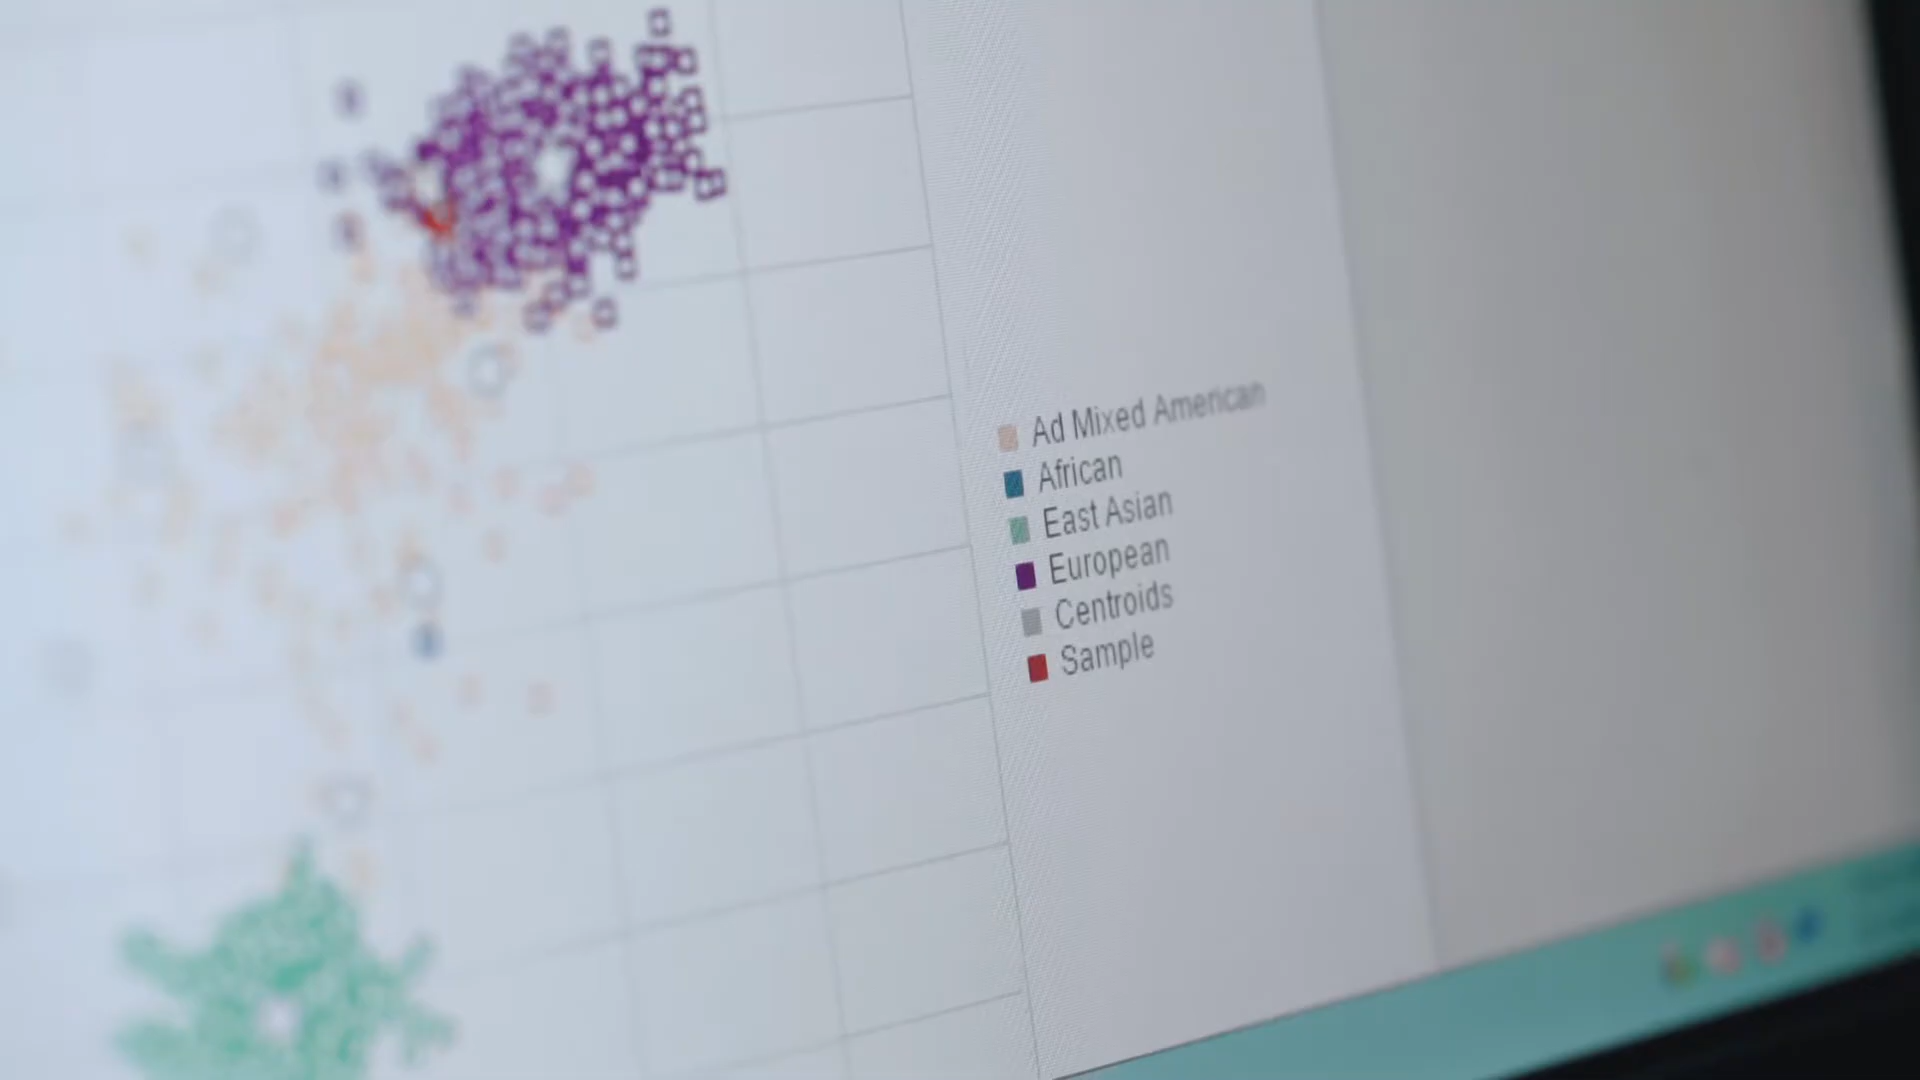 Ad Mixed American
African
East Asian
European
Centroids
Sample